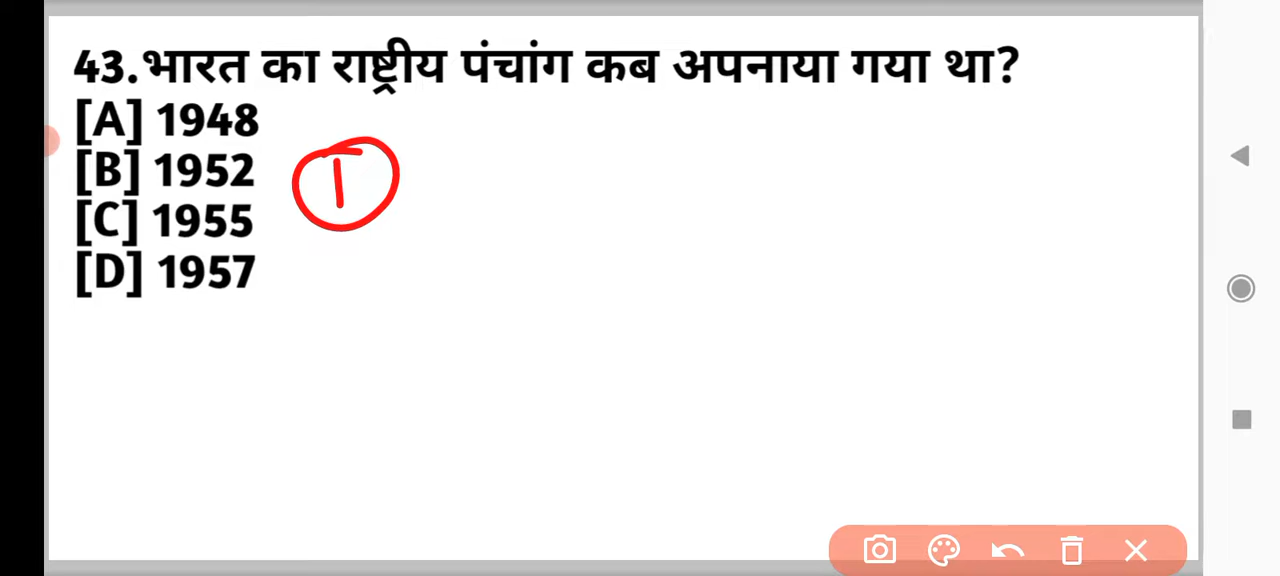 43.भारत का राष्ट्रीय पंचांग कब अपनाया गया था?
[A] 1948
[B] 1952
[C] 1955
[D] 1957